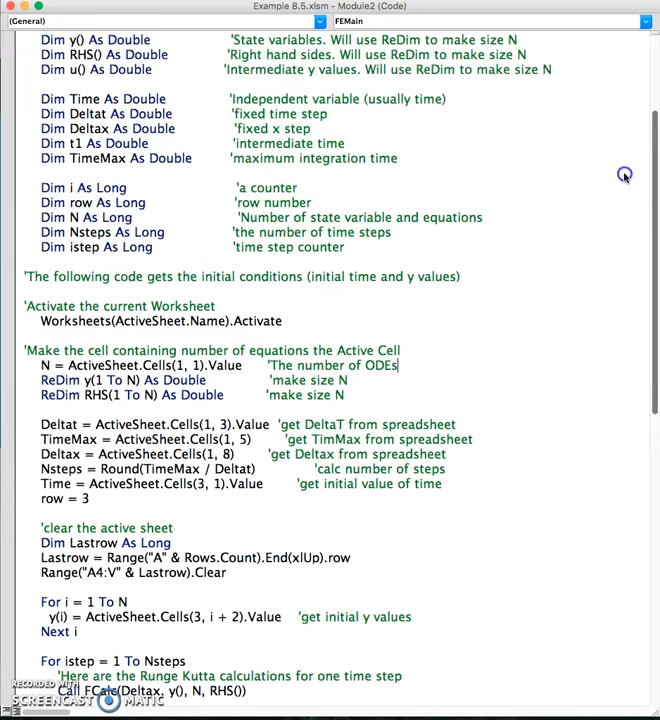 Example 8.5.xlsm - Module2 (Code)
(General) FEMain
Dim y() As Double 'State variables. Will use ReDim to make size N
Dim RHS() As Double 'Right hand sides. Will use ReDim to make size N
Dim u() As Double 'Intermediate y values. Will use ReDim to make size N
Dim Time As Double 'Independent variable (usually time)
Dim Deltat As Double 'fixed time step
Dim Deltax As Double 'fixed x step
Dim t1 As Double 'intermediate time
Dim TimeMax As Double 'maximum integration time
Dim i As Long 'a counter
Dim row As Long 'row number
Dim N As Long 'Number of state variable and equations
Dim Nsteps As Long 'the number of time steps
Dim istep As Long 'time step counter
'The following code gets the initial conditions (initial time and y values)
'Activate the current Worksheet
Worksheets(ActiveSheet.Name).Activate
'Make the cell containing number of equations the Active Cell
N = ActiveSheet.Cells(1, 1).Value 'The number of ODEs
ReDim y(1 To N) As Double 'make size N
ReDim RHS(1 To N) As Double 'make size N
Deltat = ActiveSheet.Cells(1, 3).Value 'get DeltaT from spreadsheet
TimeMax = ActiveSheet.Cells(1, 5) 'get TimMax from spreadsheet
Deltax = ActiveSheet.Cells(1, 8) 'get Deltax from spreadsheet
Nsteps = Round(TimeMax / Deltat) 'calc number of steps
Time = ActiveSheet.Cells(3, 1).Value 'get initial value of time
row = 3
'clear the active sheet
Dim Lastrow As Long
Lastrow = Range("A" & Rows.Count).End(xlUp).row
Range("A4:V" & Lastrow).Clear
For i = 1 To N
y(i) = ActiveSheet.Cells(3, i + 2).Value 'get initial y values
Next i
For istep = 1 To Nsteps
'Here are the Runge Kutta calculations for one time step
Call FCalc(Deltax, y(), N, RHS())
RECORDED WITH
SCREENCAST MATIC